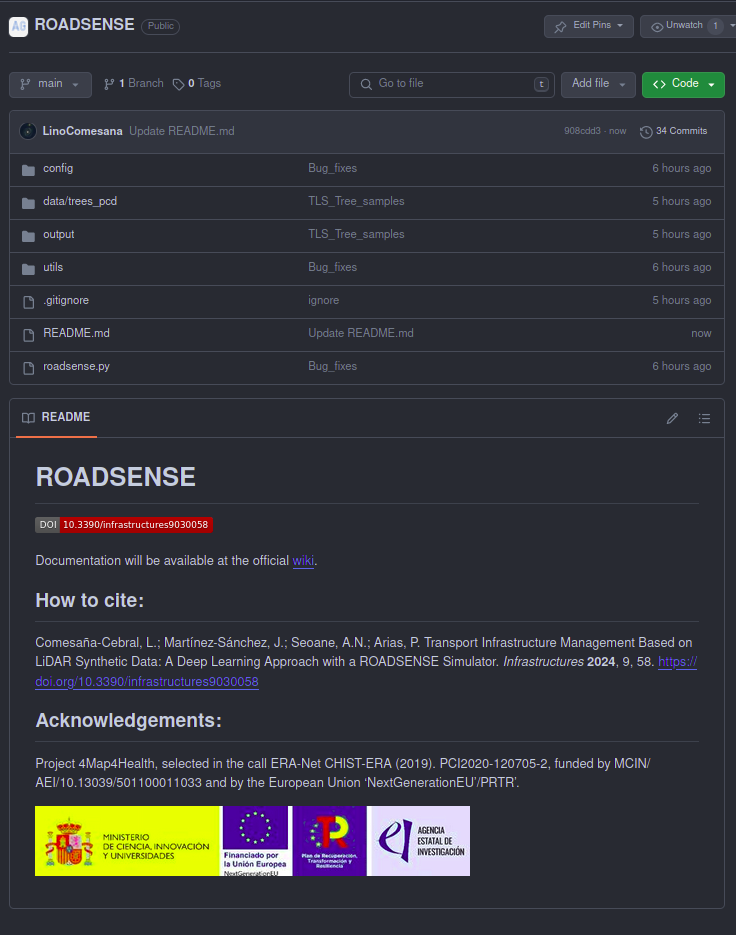 AG ROADSENSE Public Edit Pins Unwatch 1
main 1 Branch 0 Tags Go to file t Add file Code
LinoComesana Update README.md 908cdd3 · now 34 Commits
config Bug_fixes 6 hours ago
data/trees_pcd TLS_Tree_samples 5 hours ago
output TLS_Tree_samples 5 hours ago
utils Bug_fixes 6 hours ago
.gitignore ignore 5 hours ago
README.md Update README.md now
roadsense.py Bug_fixes 6 hours ago
README
ROADSENSE
DOI 10.3390/infrastructures9030058
Documentation will be available at the official wiki.
How to cite:
Comesaña-Cebral, L.; Martínez-Sánchez, J.; Seoane, A.N.; Arias, P. Transport Infrastructure Management Based on
LiDAR Synthetic Data: A Deep Learning Approach with a ROADSENSE Simulator. Infrastructures 2024, 9, 58. https://
doi.org/10.3390/infrastructures9030058
Acknowledgements:
Project 4Map4Health, selected in the call ERA-Net CHIST-ERA (2019). PCI2020-120705-2, funded by MCIN/
AEI/10.13039/501100011033 and by the European Union ‘NextGenerationEU’/PRTR’.
MINISTERIO
DE CIENCIA, INNOVACIÓN
Y UNIVERSIDADES
Financiado por
la Unión Europea
NextGenerationEU
Plan de Recuperación,
Transformación y
Resiliencia
AGENCIA
ESTATAL DE
INVESTIGACIÓN